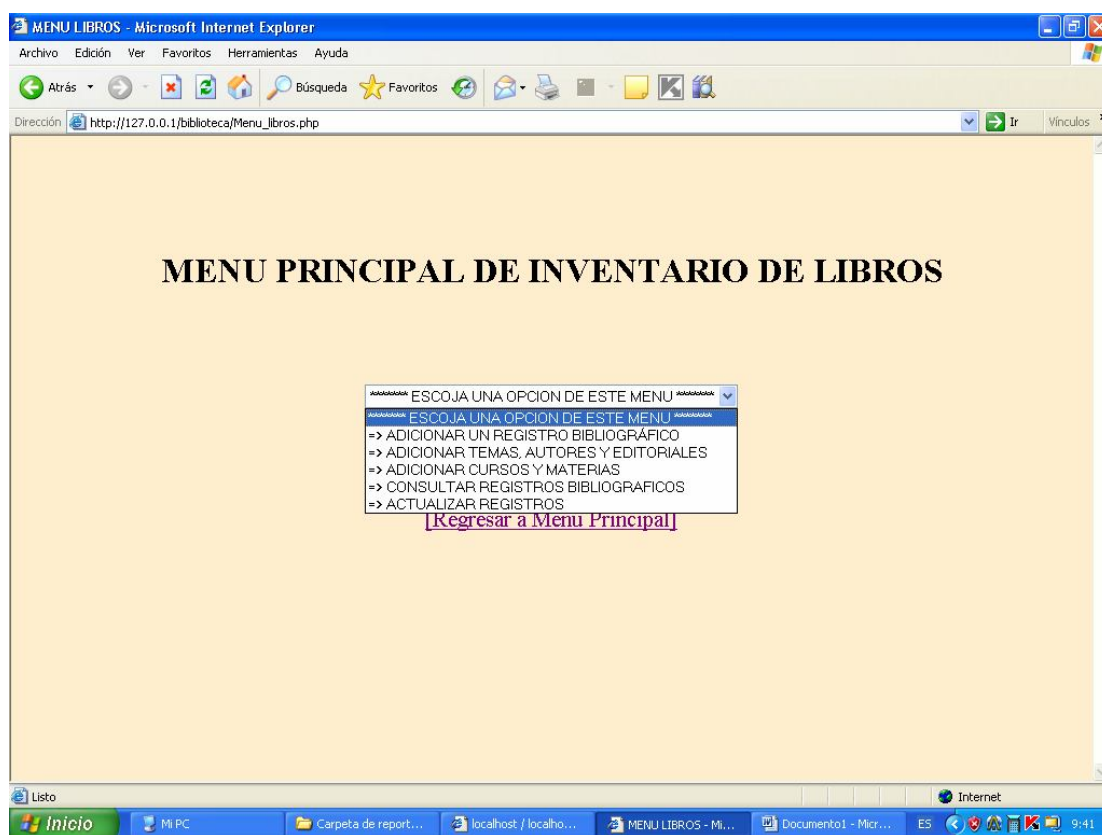 MENU LIBROS - Microsoft Internet Explorer
Archivo Edición Ver Favoritos Herramientas Ayuda
Atrás Búsqueda Favoritos
Dirección http://127.0.0.1/biblioteca/Menu_libros.php Ir Vínculos
MENU PRINCIPAL DE INVENTARIO DE LIBROS
******* ESCOJA UNA OPCION DE ESTE MENU *******
******* ESCOJA UNA OPCION DE ESTE MENU *******
=> ADICIONAR UN REGISTRO BIBLIOGRÁFICO
=> ADICIONAR TEMAS, AUTORES Y EDITORIALES
=> ADICIONAR CURSOS Y MATERIAS
=> CONSULTAR REGISTROS BIBLIOGRAFICOS
=> ACTUALIZAR REGISTROS
[Regresar a Menu Principal]
Listo Internet
Inicio Mi PC Carpeta de report... localhost / localho... MENU LIBROS - Mi... Documento1 - Micr... ES 9:41